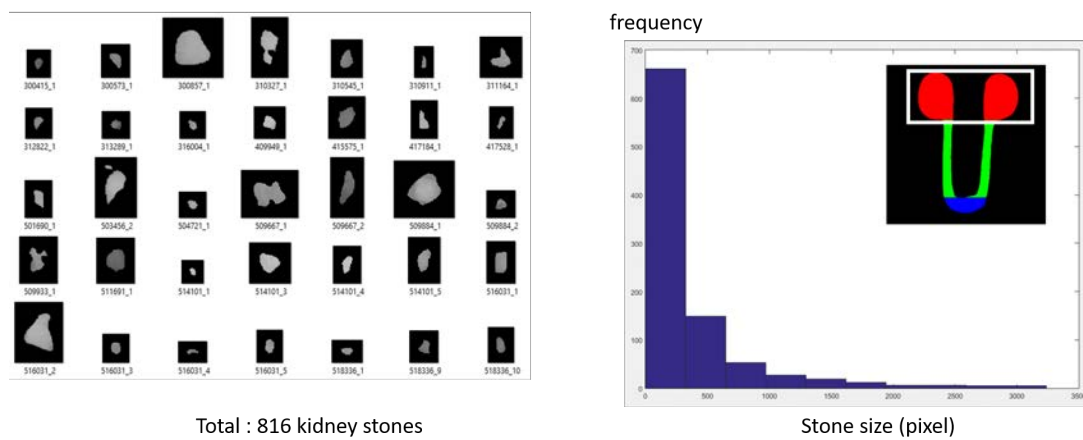 300415_1 300573_1 300857_1 310327_1 310545_1 310911_1 311164_1
312822_1 313289_1 316004_1 409949_1 415575_1 417184_1 417528_1
501690_1 503456_2 504721_1 509667_1 509667_2 509884_1 509884_2
509933_1 511691_1 514101_1 514101_3 514101_4 514101_5 516031_1
516031_2 516031_3 516031_4 516031_5 518336_1 518336_9 518336_10
Total : 816 kidney stones
frequency
700
600
500
400
300
200
100
0
0 500 1000 1500 2000 2500 3000 350
Stone size (pixel)